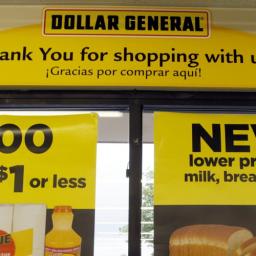 DOLLAR GENERAL
ank You for shopping with u
¡Gracias por comprar aquí!
00
$1 or less
NEW
lower pr
milk, brea